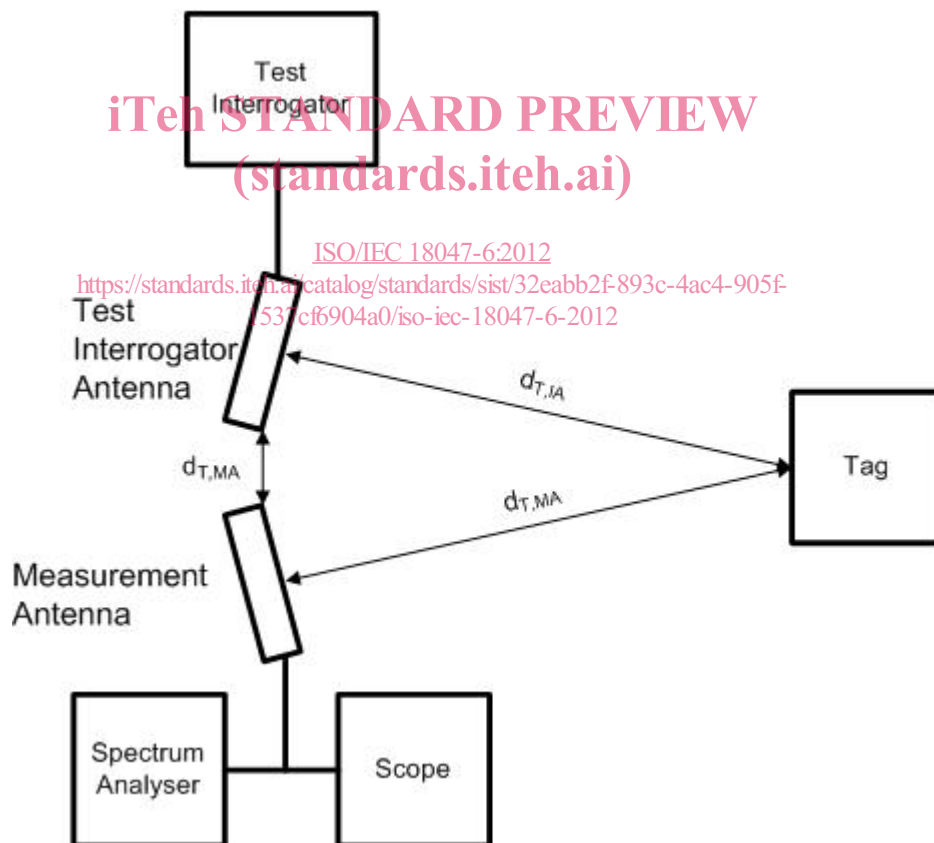 Test
Interrogator
iTeh STANDARD PREVIEW
(standards.iteh.ai)
ISO/IEC 18047-6:2012
https://standards.iteh.ai/catalog/standards/sist/32eabb2f-893c-4ac4-905f-
1537cf6904a0/iso-iec-18047-6-2012
Test
Interrogator
Antenna
dT,IA
dT,MA
Tag
dT,MA
Measurement
Antenna
Spectrum
Analyser
Scope